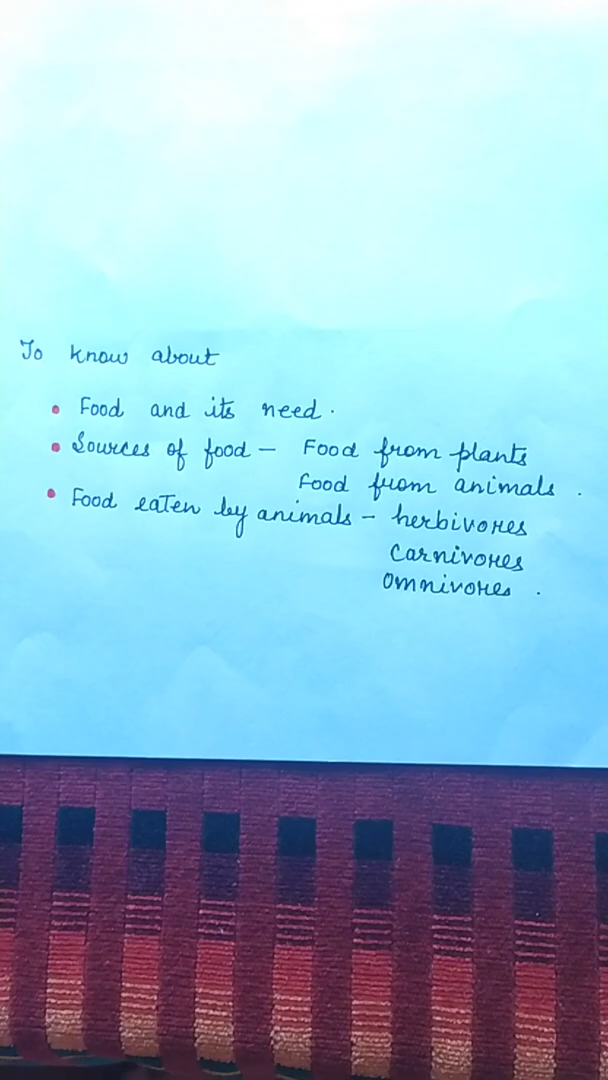 To know about
• Food and its need.
• Sources of food - Food from plants
Food from animals.
• Food eaten by animals - herbivores
Carnivores
Omnivores.